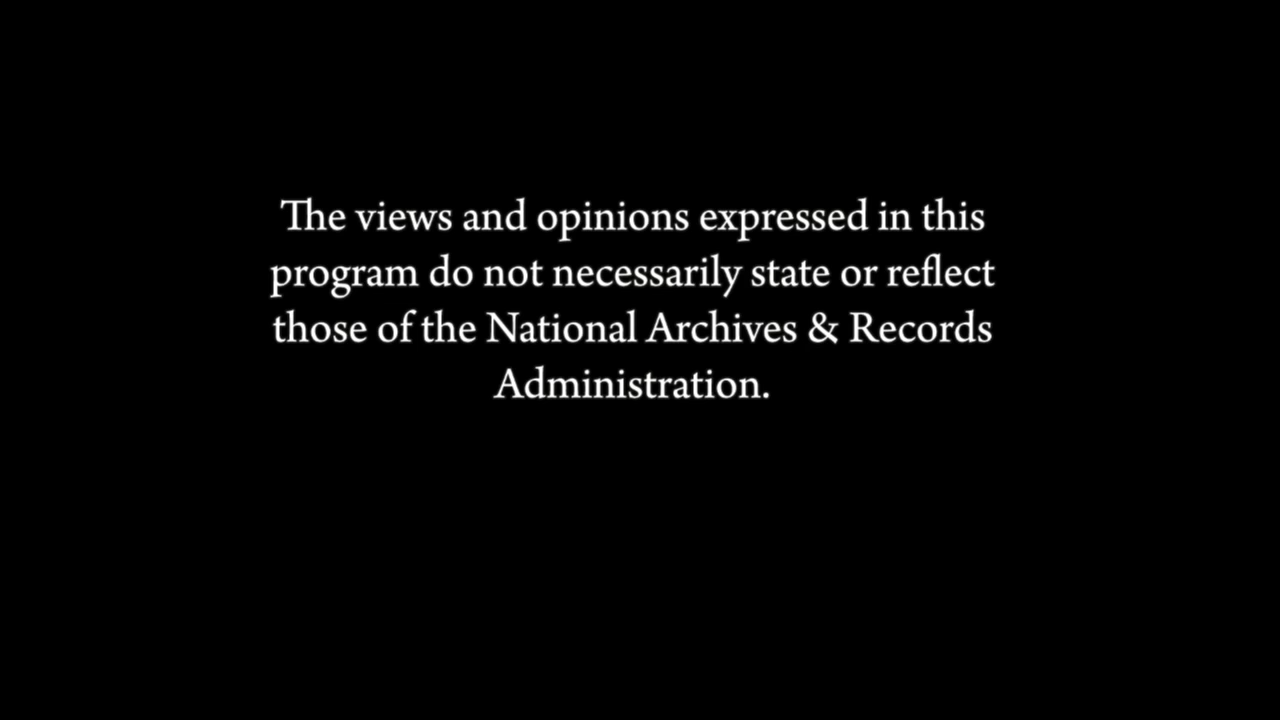 The views and opinions expressed in this
program do not necessarily state or reflect
those of the National Archives & Records
Administration.